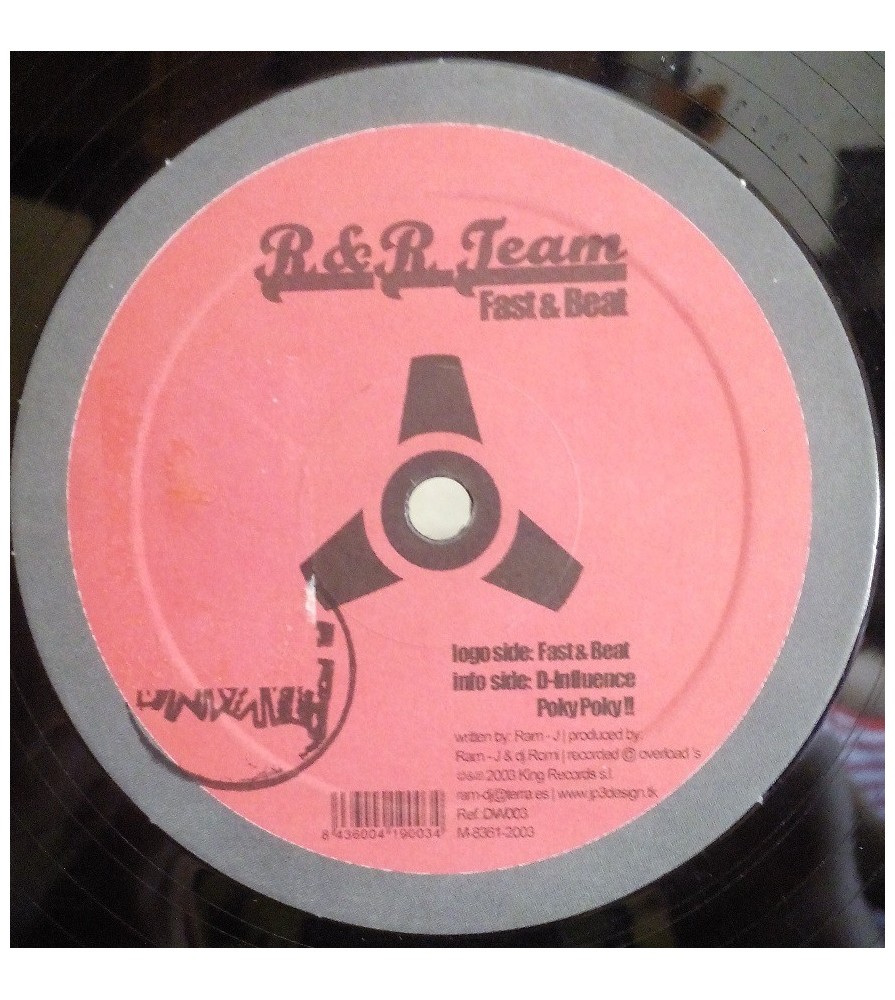 R & R Team
Fast & Beat
logo side: Fast & Beat
info side: D-Influence
Poky Poky !!
written by: Ram - J | produced by:
Ram - J & dj Romi | recorded @ overload 's
2003 King Records s.l.
ram-dj@terra.es | www.jp3design.tk
Ref: DW003
M-8361-2003
8 436004 190034